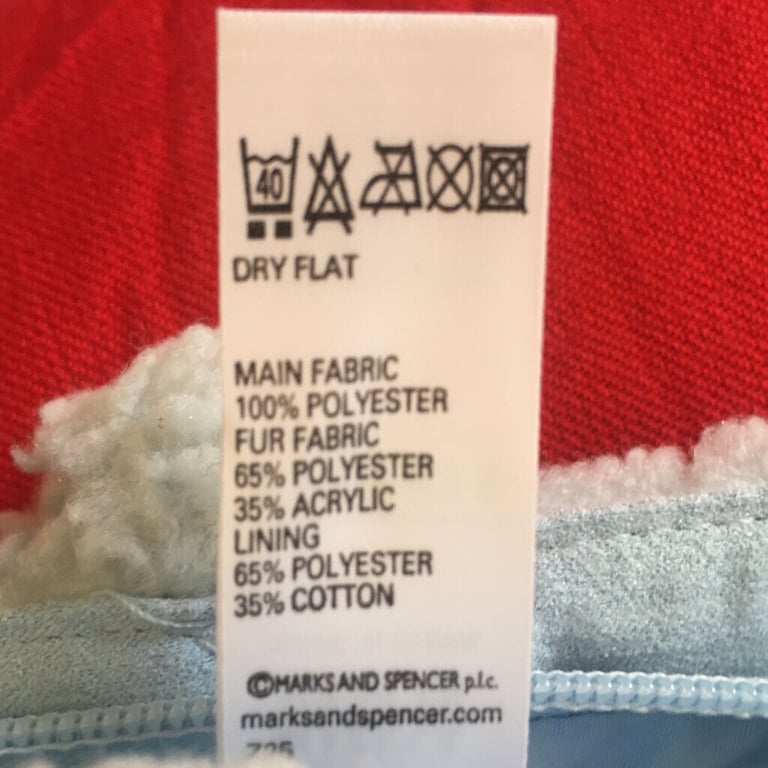 40
DRY FLAT
MAIN FABRIC
100% POLYESTER
FUR FABRIC
65% POLYESTER
35% ACRYLIC
LINING
65% POLYESTER
35% COTTON
©MARKS AND SPENCER p.l.c.
marksandspencer.com